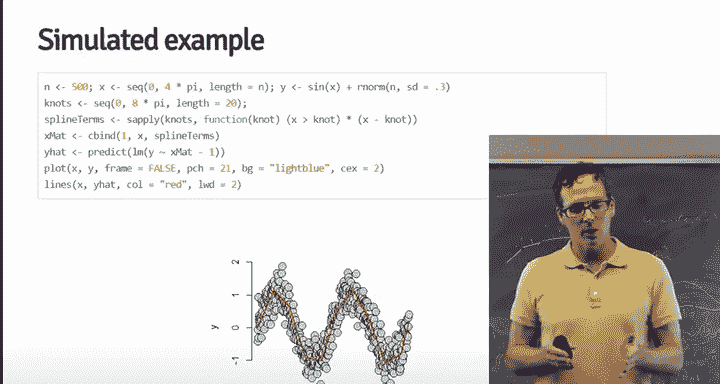 Simulated example
n <- 500; x <- seq(0, 4 * pi, length = n); y <- sin(x) + rnorm(n, sd = .3)
knots <- seq(0, 8 * pi, length = 20);
splineTerms <- sapply(knots, function(knot) (x > knot) * (x - knot))
xMat <- cbind(1, x, splineTerms)
yhat <- predict(lm(y ~ xMat - 1))
plot(x, y, frame = FALSE, pch = 21, bg = "lightblue", cex = 2)
lines(x, yhat, col = "red", lwd = 2)
2
1
y
0
-1